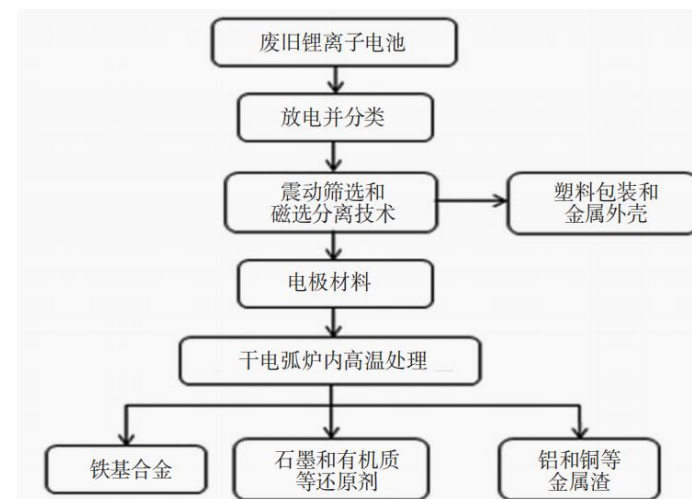 废旧锂离子电池
放电并分类
震动筛选和
磁选分离技术
塑料包装和
金属外壳
电极材料
干电弧炉内高温处理
铁基合金
石墨和有机质
等还原剂
铝和铜等
金属渣